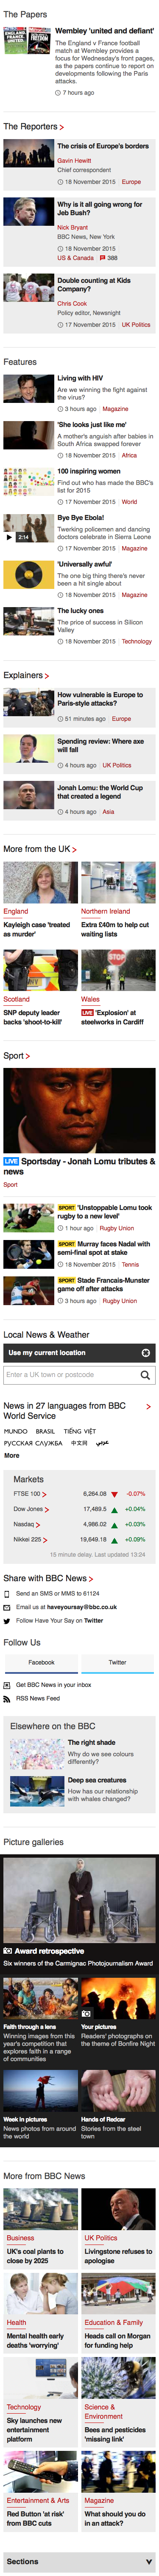 The Papers
Wembley 'united and defiant'
The England v France football
match at Wembley provides a
focus for Wednesday's front pages,
as the papers continue to report on
developments following the Paris
attacks.
7 hours ago
The Reporters
The crisis of Europe's borders
Gavin Hewitt
Chief correspondent
18 November 2015 Europe
Why is it all going wrong for
Jeb Bush?
Nick Bryant
BBC News, New York
18 November 2015
US & Canada 388
Double counting at Kids
Company?
Chris Cook
Policy editor, Newsnight
17 November 2015 UK Politics
Features
Living with HIV
Are we winning the fight against
the virus?
3 hours ago Magazine
'She looks just like me'
A mother's anguish after babies in
South Africa swapped forever
18 November 2015 Africa
100 inspiring women
Find out who has made the BBC's
list for 2015
17 November 2015 World
Bye Bye Ebola!
Twerking policemen and dancing
doctors celebrate in Sierra Leone
2:14
17 November 2015 Magazine
'Universally awful'
The one big thing there's never
been a hit single about
18 November 2015 Magazine
The lucky ones
The price of success in Silicon
Valley
18 November 2015 Technology
Explainers
How vulnerable is Europe to
Paris-style attacks?
51 minutes ago Europe
Spending review: Where axe
will fall
4 hours ago UK Politics
Jonah Lomu: the World Cup
that created a legend
4 hours ago Asia
More from the UK
England
Kayleigh case 'treated
as murder'
Northern Ireland
Extra £40m to help cut
waiting lists
STOP
Scotland
SNP deputy leader
backs 'shoot-to-kill'
Wales
LIVE 'Explosion' at
steelworks in Cardiff
Sport
LIVE Sportsday - Jonah Lomu tributes &
news
Sport
SPORT 'Unstoppable Lomu took
rugby to a new level'
1 hour ago Rugby Union
SPORT Murray faces Nadal with
semi-final spot at stake
18 November 2015 Tennis
SPORT Stade Francais-Munster
game off after attacks
3 hours ago Rugby Union
Local News & Weather
Use my current location
Enter a UK town or postcode
News in 27 languages from BBC
World Service
MUNDO BRASIL TIẾNG VIỆT
РУССКАЯ СЛУЖБА 中文网 عربي
More
Markets
FTSE 100 6,264.08 -0.07%
Dow Jones 17,489.5 +0.04%
Nasdaq 4,986.02 +0.03%
Nikkei 225 19,649.18 +0.09%
15 minute delay. Last updated 13:24
Share with BBC News
Send an SMS or MMS to 61124
Email us at haveyoursay@bbc.co.uk
Follow Have Your Say on Twitter
Follow Us
Facebook Twitter
Get BBC News in your inbox
RSS News Feed
Elsewhere on the BBC
The right shade
Why do we see colours
differently?
Deep sea creatures
How has our relationship
with whales changed?
Picture galleries
Award retrospective
Six winners of the Carmignac Photojournalism Award
Faith through a lens
Winning images from this
year's competition that
explores faith in a range
of communities
Your pictures
Readers' photographs on
the theme of Bonfire Night
Week in pictures
News photos from around
the world
Hands of Redcar
Stories from the steel
town
More from BBC News
Business
UK's coal plants to
close by 2025
UK Politics
Livingstone refuses to
apologise
Health
Mental health early
deaths 'worrying'
Education & Family
Heads call on Morgan
for funding help
Technology
Sky launches new
entertainment
platform
Science &
Environment
Bees and pesticides
'missing link'
Entertainment & Arts
Red Button 'at risk'
from BBC cuts
Magazine
What should you do
in an attack?
Sections